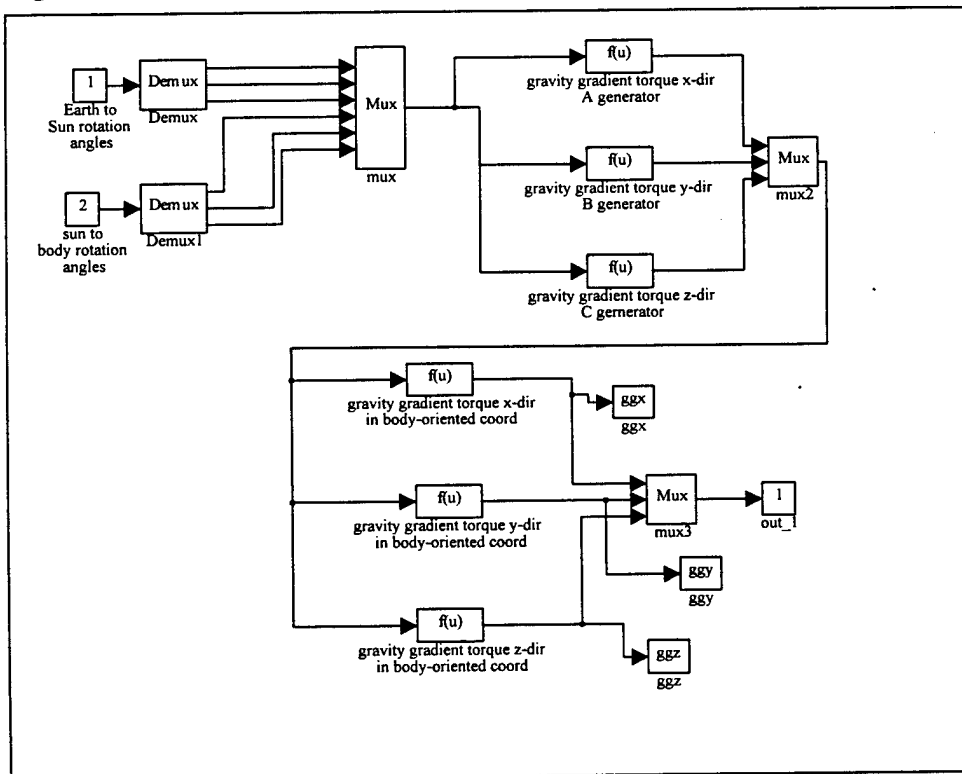 1
Earth to
Sun rotation
angles
Demux
Demux
2
sun to
body rotation
angles
Demux
Demux1
Mux
mux
f(u)
gravity gradient torque x-dir
A generator
f(u)
gravity gradient torque y-dir
B generator
f(u)
gravity gradient torque z-dir
C gernerator
Mux
mux2
f(u)
gravity gradient torque x-dir
in body-oriented coord
ggx
ggx
f(u)
gravity gradient torque y-dir
in body-oriented coord
Mux
mux3
1
out_1
ggy
ggy
f(u)
gravity gradient torque z-dir
in body-oriented coord
ggz
ggz